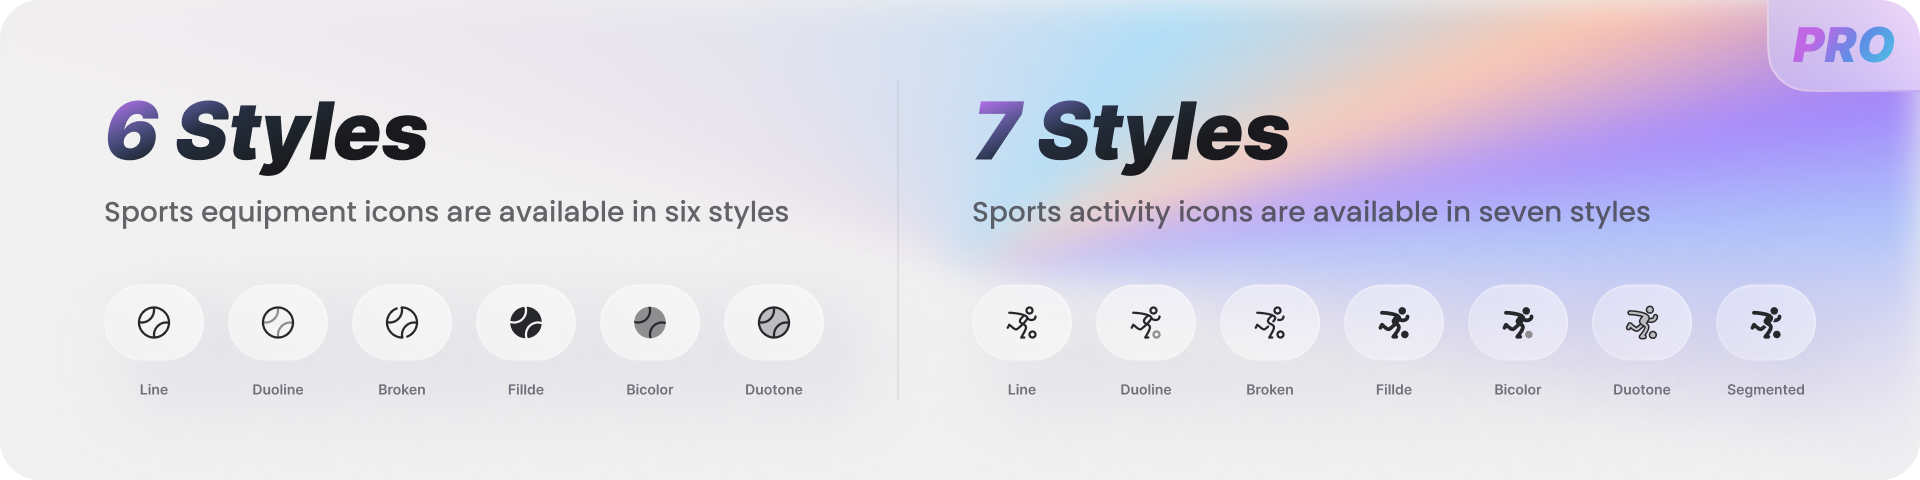 PRO
6 Styles
Sports equipment icons are available in six styles
Line
Duoline
Broken
Fillde
Bicolor
Duotone
7 Styles
Sports activity icons are available in seven styles
Line
Duoline
Broken
Fillde
Bicolor
Duotone
Segmented